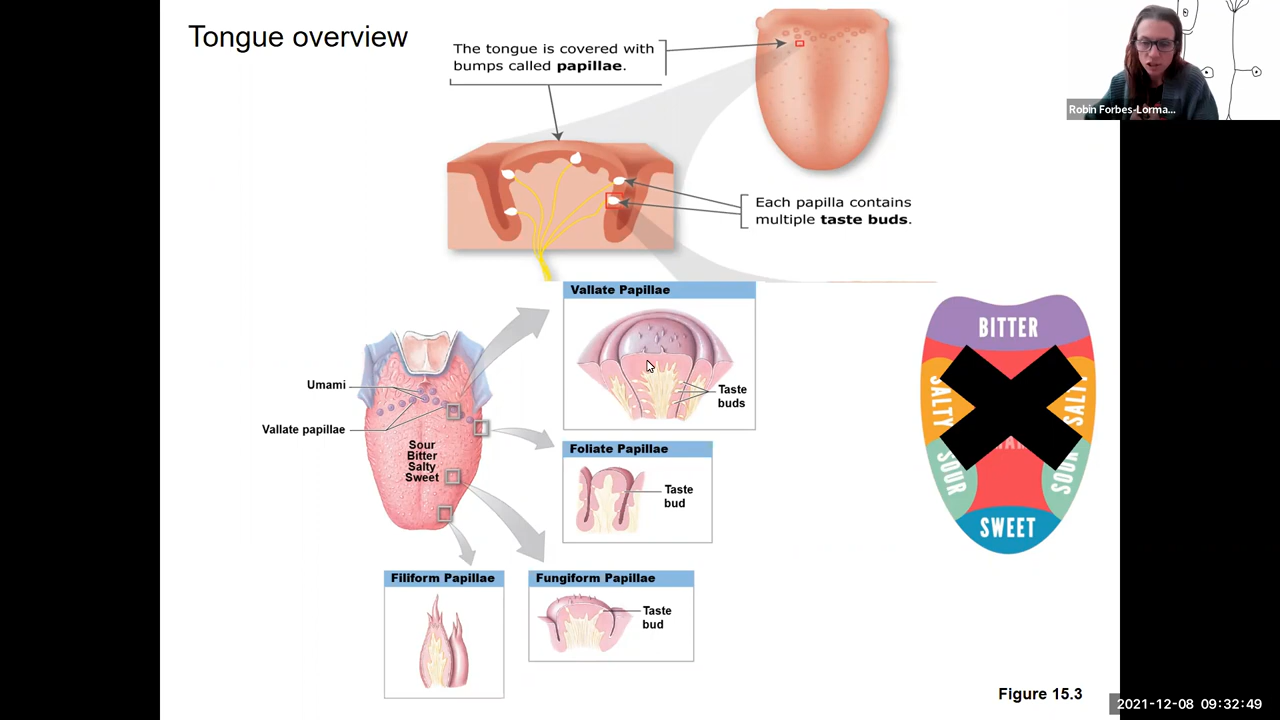 Tongue overview
The tongue is covered with
bumps called papillae.
Robin Forbes-Lorma...
Each papilla contains
multiple taste buds.
Vallate Papillae
Taste
buds
Umami
Vallate papillae
Sour
Bitter
Salty
Sweet
Foliate Papillae
Taste
bud
Filiform Papillae
Fungiform Papillae
Taste
bud
BITTER
SALTY
SALTY
SOUR
SOUR
SWEET
Figure 15.3
2021-12-08 09:32:49